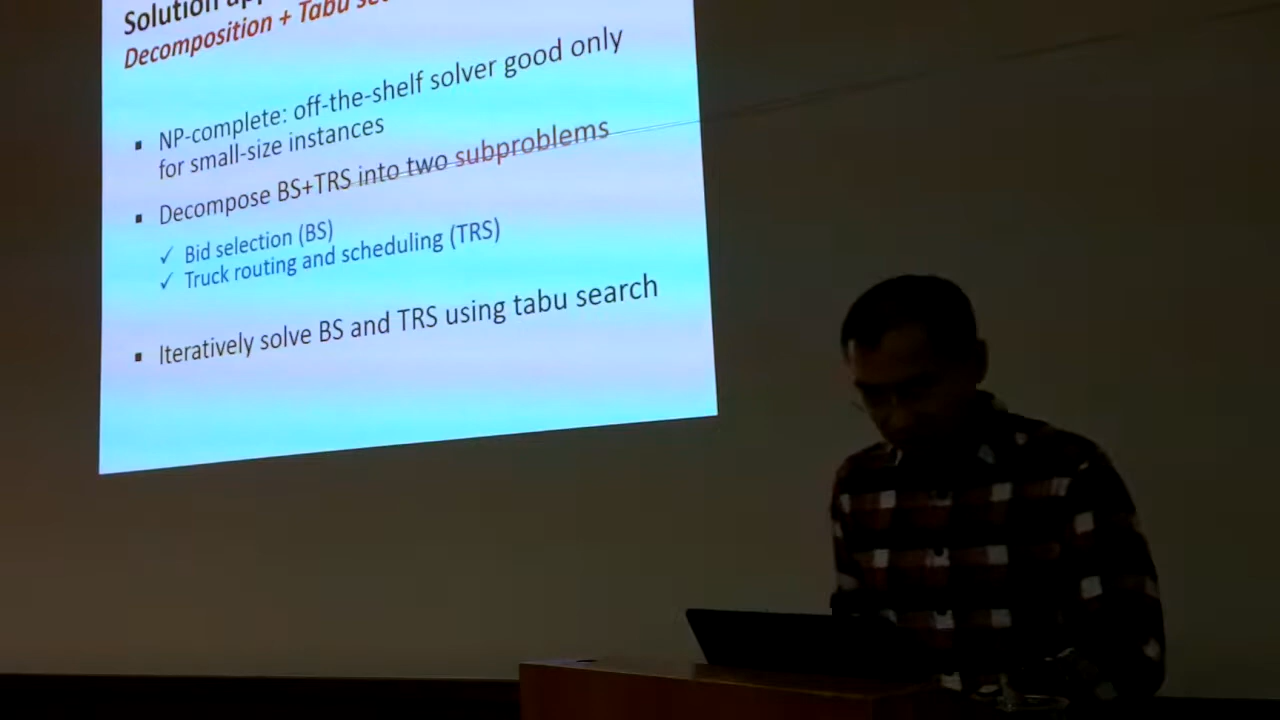 Solution
Decomposition + Tabu
▪ NP-complete: off-the-shelf solver good only
for small-size instances
▪ Decompose BS+TRS into two subproblems
✓ Bid selection (BS)
✓ Truck routing and scheduling (TRS)
▪ Iteratively solve BS and TRS using tabu search